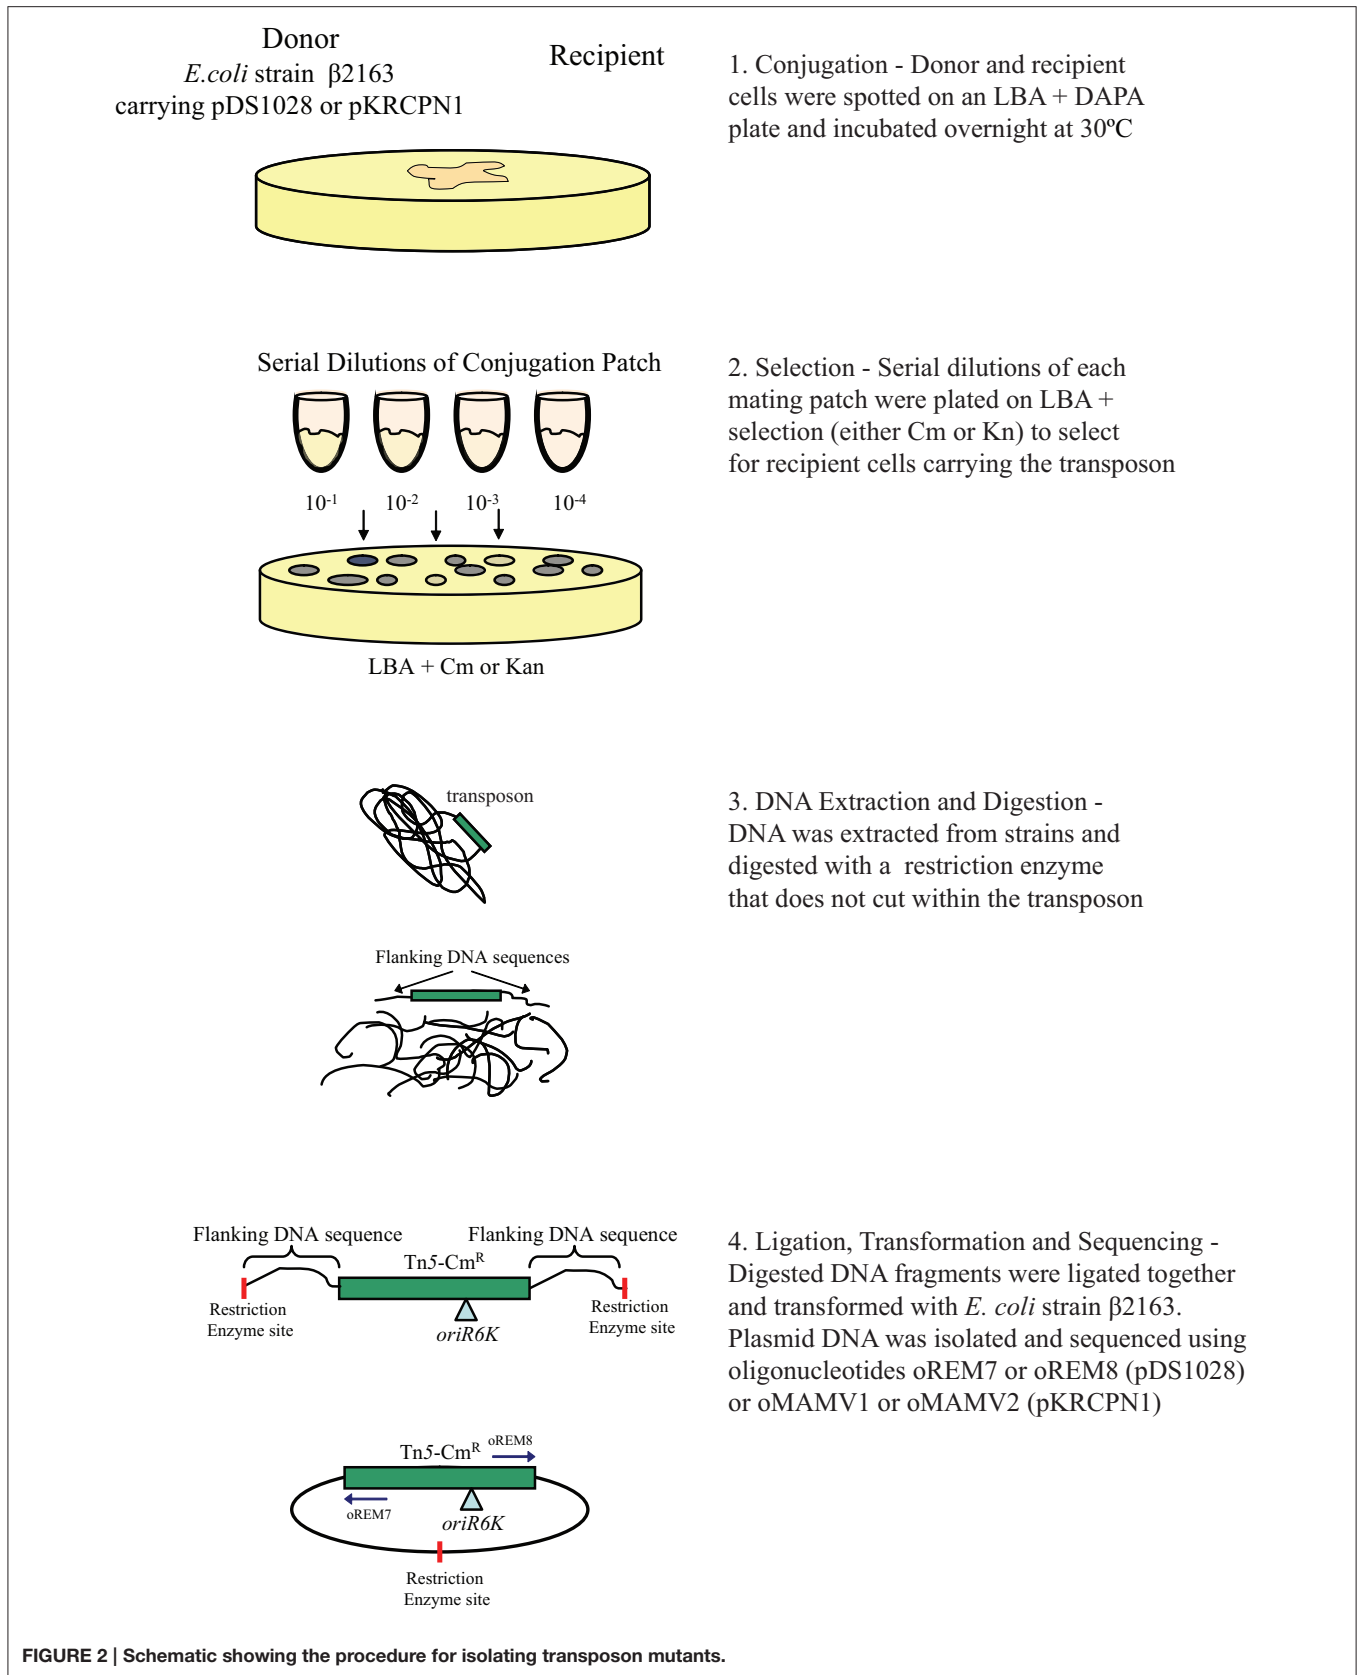 Donor
E.coli strain β2163
carrying pDS1028 or pKRCPN1
Recipient
1. Conjugation - Donor and recipient
cells were spotted on an LBA + DAPA
plate and incubated overnight at 30ºC
Serial Dilutions of Conjugation Patch
10-1 10-2 10-3 10-4
LBA + Cm or Kan
2. Selection - Serial dilutions of each
mating patch were plated on LBA +
selection (either Cm or Kn) to select
for recipient cells carrying the transposon
transposon
Flanking DNA sequences
3. DNA Extraction and Digestion -
DNA was extracted from strains and
digested with a restriction enzyme
that does not cut within the transposon
Flanking DNA sequence
Flanking DNA sequence
Tn5-CmR
Restriction
Enzyme site
oriR6K
Restriction
Enzyme site
4. Ligation, Transformation and Sequencing -
Digested DNA fragments were ligated together
and transformed with E. coli strain β2163.
Plasmid DNA was isolated and sequenced using
oligonucleotides oREM7 or oREM8 (pDS1028)
or oMAMV1 or oMAMV2 (pKRCPN1)
Tn5-CmR
oREM8
oREM7
oriR6K
Restriction
Enzyme site
FIGURE 2 | Schematic showing the procedure for isolating transposon mutants.